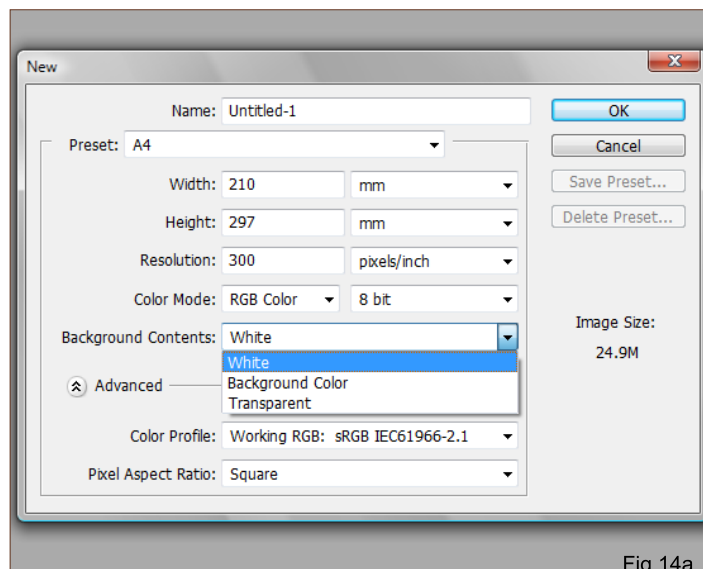 New
Name: Untitled-1
OK
Preset: A4
Cancel
Width: 210 mm
Save Preset...
Height: 297 mm
Delete Preset...
Resolution: 300 pixels/inch
Color Mode: RGB Color 8 bit
Image Size:
Background Contents: White
24.9M
White
Background Color
Transparent
Advanced
Color Profile: Working RGB: sRGB IEC61966-2.1
Pixel Aspect Ratio: Square
Fig 14a